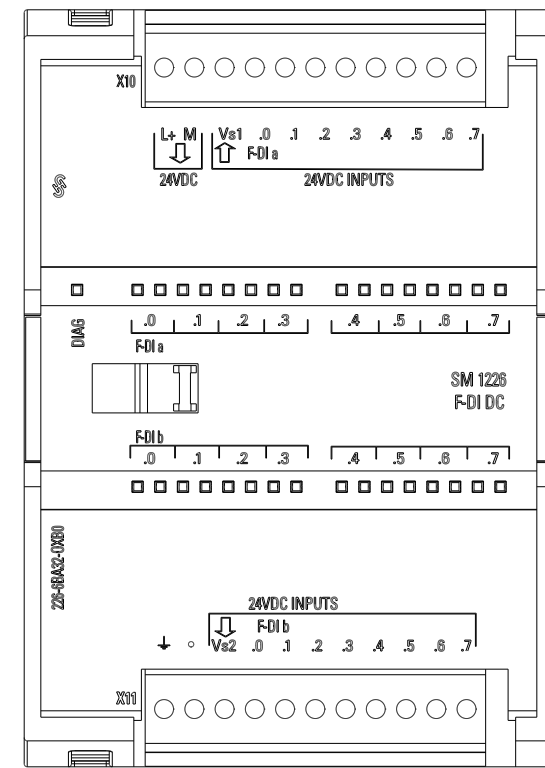 X10
L+ M Vs1 .0 .1 .2 .3 .4 .5 .6 .7
F-DI a
24VDC 24VDC INPUTS
DIAG
.0 .1 .2 .3 .4 .5 .6 .7
F-DI a
SM 1226
F-DI DC
F-DI b
.0 .1 .2 .3 .4 .5 .6 .7
226-6BA32-0XB0
24VDC INPUTS
F-DI b
Vs2 .0 .1 .2 .3 .4 .5 .6 .7
X11